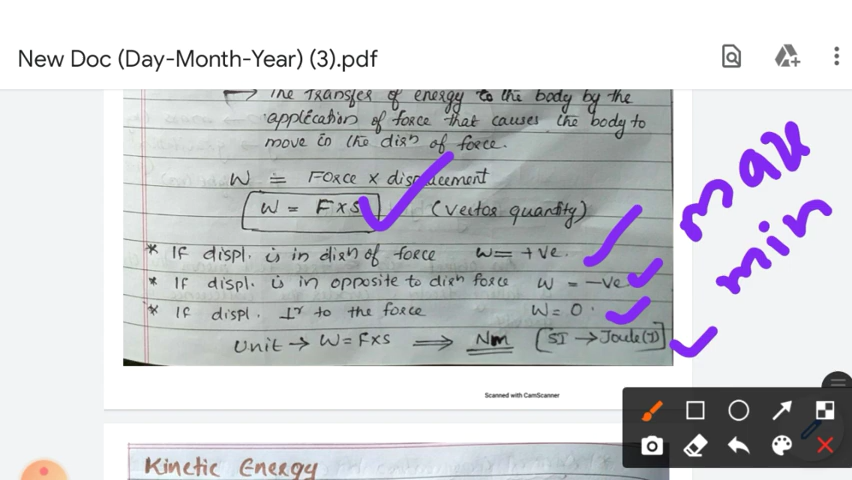 New Doc (Day-Month-Year) (3).pdf
The Transfer of energy to the body by the
application of force that causes the body to
move in the dirⁿ of force.
W = Force × displacement
W = F×S (Vector quantity)
* If displ. is in dirⁿ of force W = +ve.
* If displ. is in opposite to dirⁿ force W = -ve
* If displ. ⊥r to the force W = 0.
Unit → W = F×S ⟹ Nm [SI → Joule(J)]
max
min
Scanned with CamScanner
Kinetic Energy